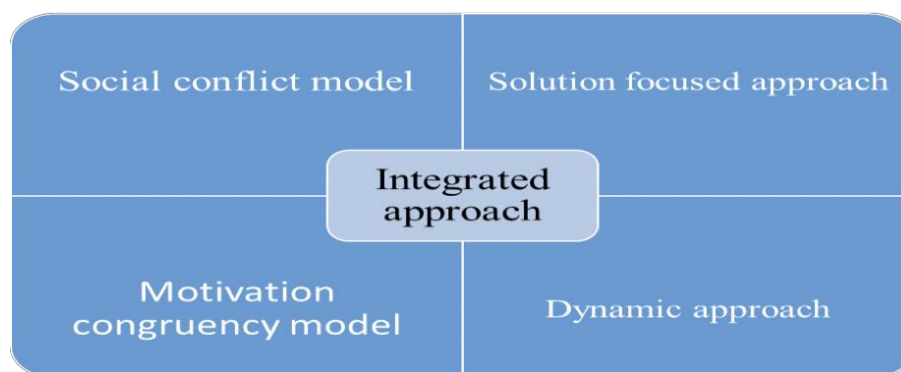 Social conflict model
Solution focused approach
Integrated
approach
Motivation
congruency model
Dynamic approach